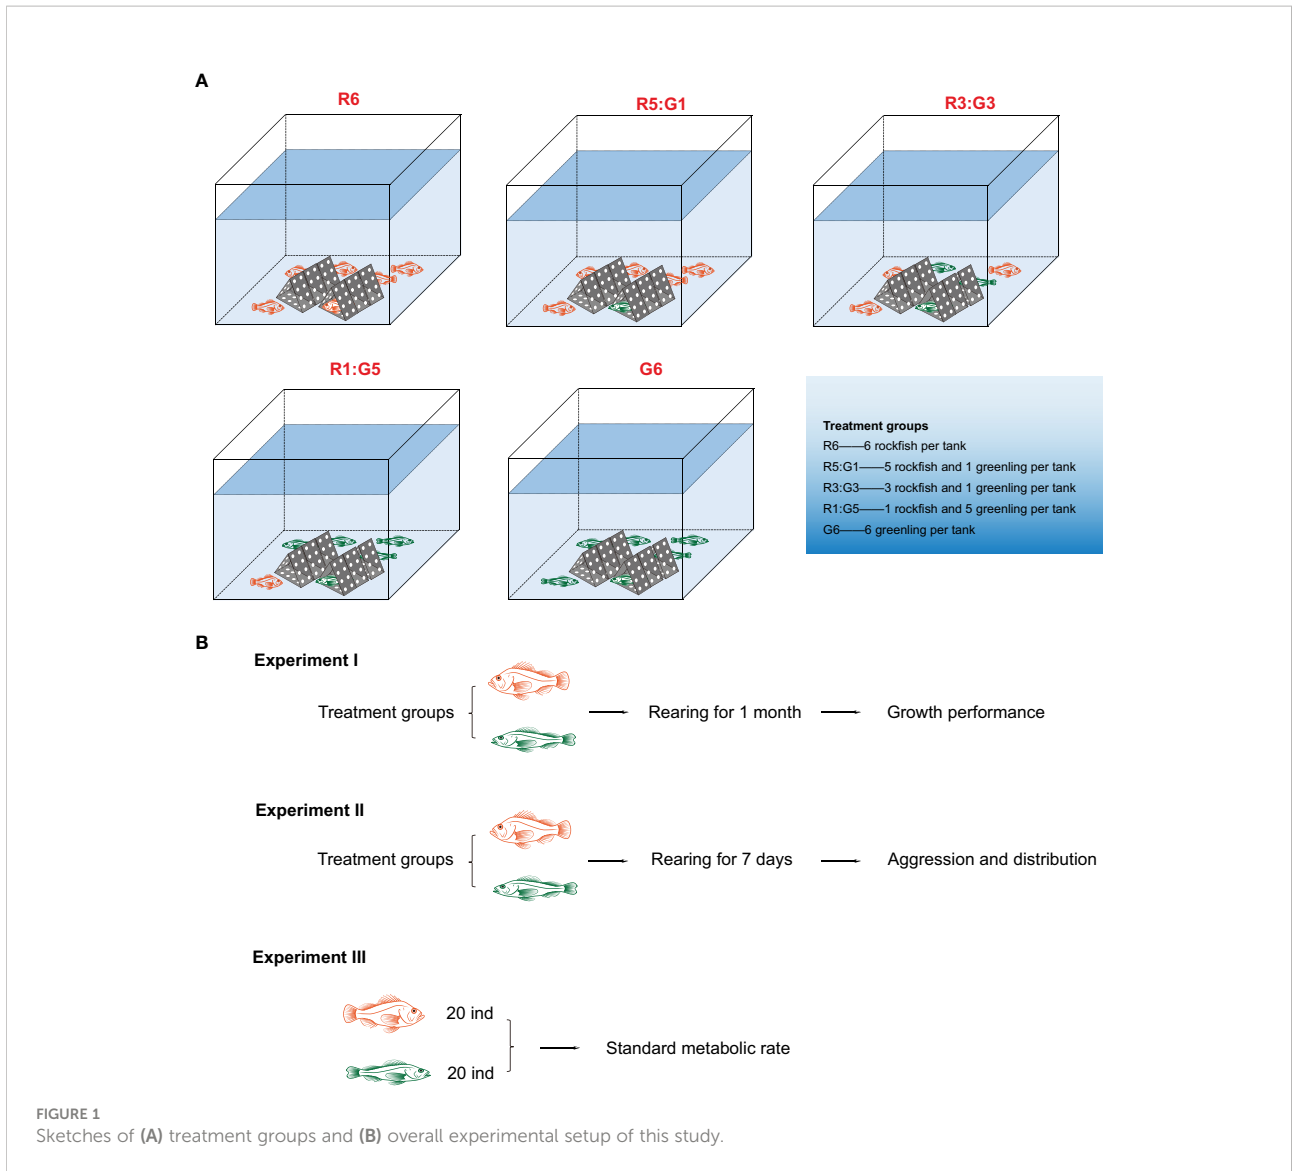 A
R6
R5:G1
R3:G3
R1:G5
G6
Treatment groups
R6——6 rockfish per tank
R5:G1——5 rockfish and 1 greenling per tank
R3:G3——3 rockfish and 1 greenling per tank
R1:G5——1 rockfish and 5 greenling per tank
G6——6 greenling per tank
B
Experiment I
Treatment groups
Rearing for 1 month
Growth performance
Experiment II
Treatment groups
Rearing for 7 days
Aggression and distribution
Experiment III
20 ind
20 ind
Standard metabolic rate
FIGURE 1
Sketches of (A) treatment groups and (B) overall experimental setup of this study.